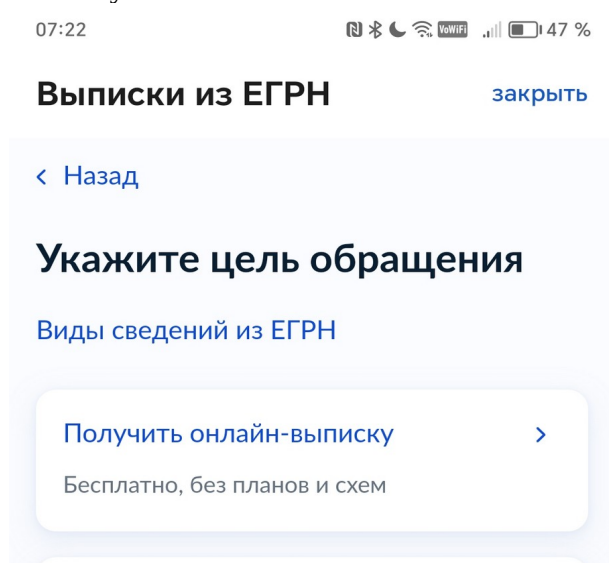 07:22 VoWiFi 47 %
Выписки из ЕГРН закрыть
Назад
Укажите цель обращения
Виды сведений из ЕГРН
Получить онлайн-выписку
Бесплатно, без планов и схем